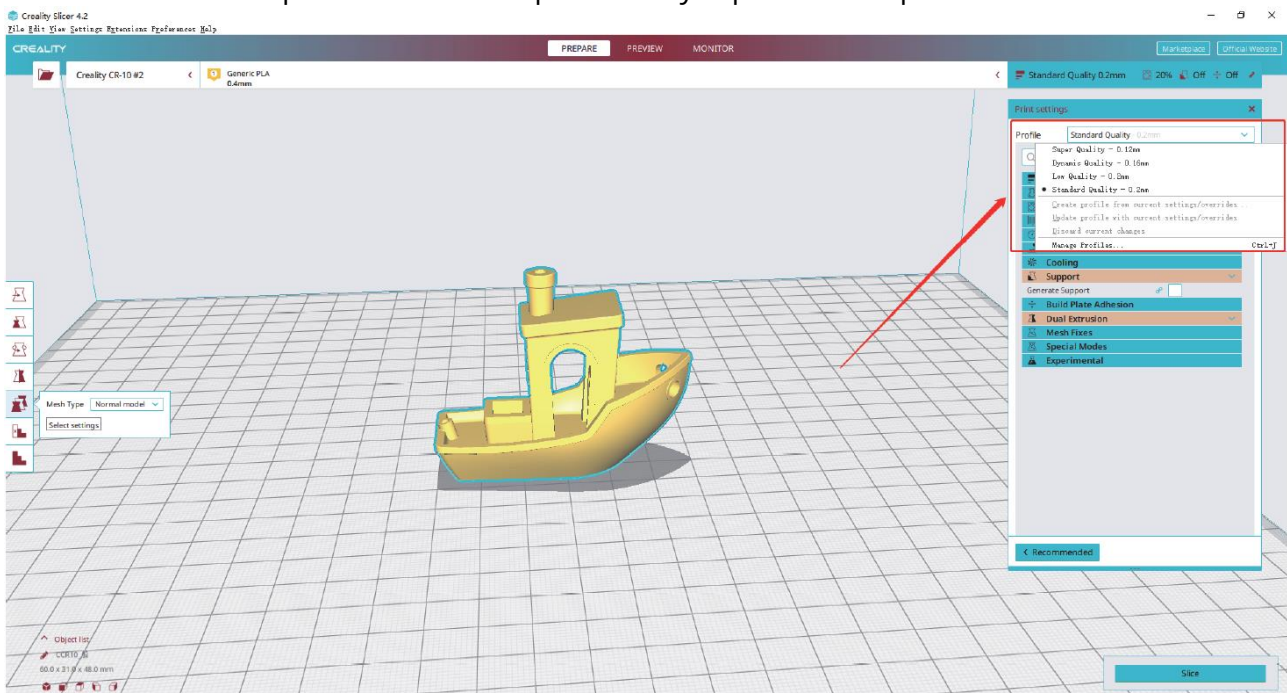 Creality Slicer 4.2
File Edit View Settings Extensions Preferences Help
CREALITY
PREPARE PREVIEW MONITOR
Marketplace Official Website
Creality CR-10 #2
Generic PLA
0.4mm
Standard Quality 0.2mm 20% Off Off
Print settings
Profile Standard Quality 0.2mm
Super Quality - 0.12mm
Dynamic Quality - 0.16mm
Low Quality - 0.2mm
Standard Quality - 0.2mm
Create profile from current settings/overrides...
Update profile with current settings/overrides
Discard current changes
Manage Profiles... Ctrl+J
Cooling
Support
Generate Support
Build Plate Adhesion
Dual Extrusion
Mesh Fixes
Special Modes
Experimental
Mesh Type Normal model
Select settings
Recommended
Object list
60.0 x 31.0 x 48.0 mm
Slice